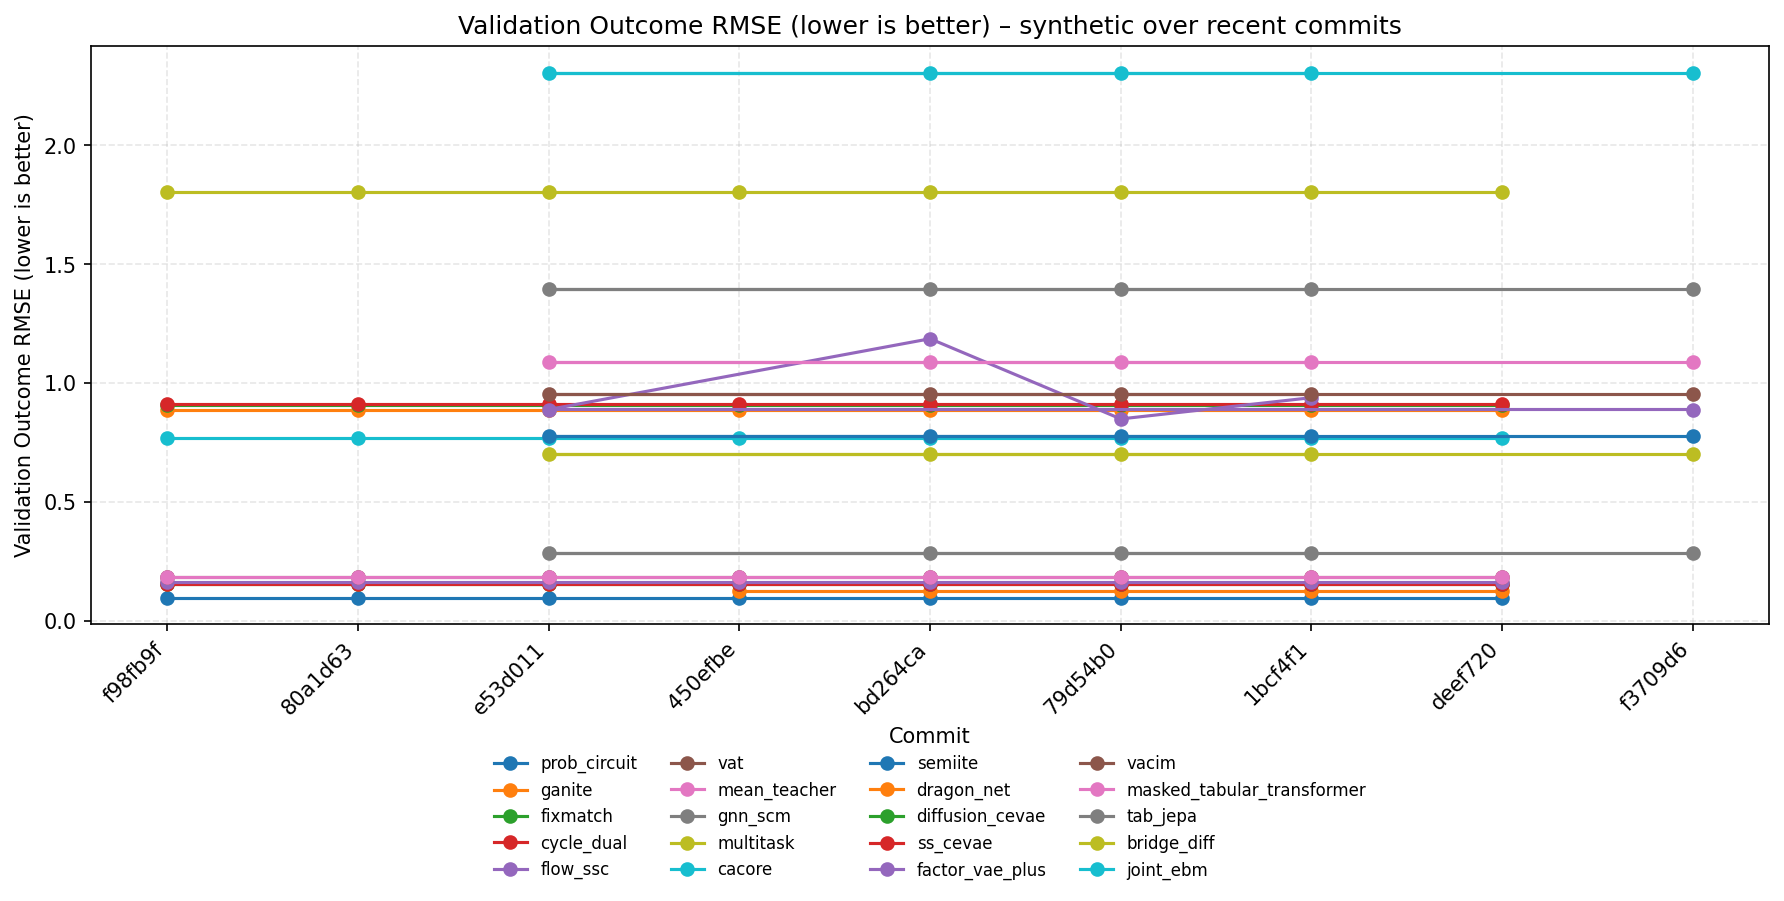 Validation Outcome RMSE (lower is better) – synthetic over recent commits
Validation Outcome RMSE (lower is better)
2.0
1.5
1.0
0.5
0.0
f98fb9f
80a1d63
e53d011
450efbe
bd264ca
79d54b0
1bcf4f1
deef720
f3709d6
Commit
prob_circuit
ganite
fixmatch
cycle_dual
flow_ssc
vat
mean_teacher
gnn_scm
multitask
cacore
semiite
dragon_net
diffusion_cevae
ss_cevae
factor_vae_plus
vacim
masked_tabular_transformer
tab_jepa
bridge_diff
joint_ebm